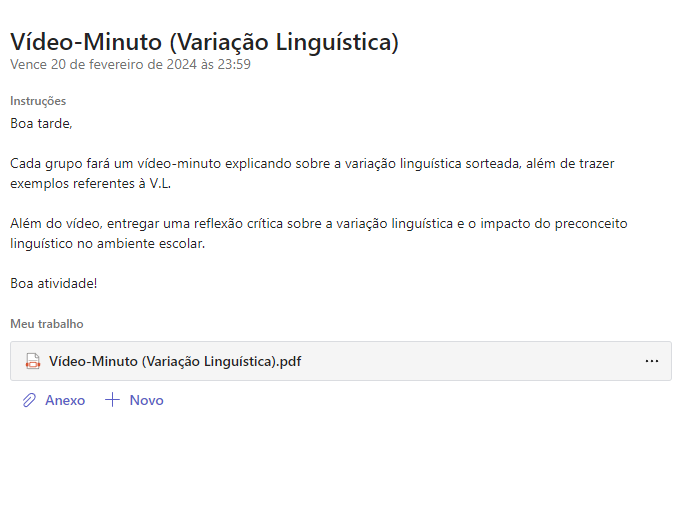 Vídeo-Minuto (Variação Linguística)
Vence 20 de fevereiro de 2024 às 23:59
Instruções
Boa tarde,
Cada grupo fará um vídeo-minuto explicando sobre a variação linguística sorteada, além de trazer
exemplos referentes à V.L.
Além do vídeo, entregar uma reflexão crítica sobre a variação linguística e o impacto do preconceito
linguístico no ambiente escolar.
Boa atividade!
Meu trabalho
Vídeo-Minuto (Variação Linguística).pdf
Anexo Novo